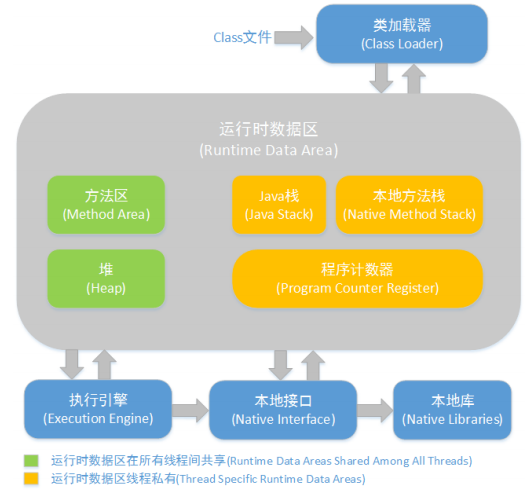 类加载器
Class文件
(Class Loader)
运行时数据区
(Runtime Data Area)
方法区
(Method Area)
Java栈
(Java Stack)
本地方法栈
(Native Method Stack)
堆
(Heap)
程序计数器
(Program Counter Register)
执行引擎
(Execution Engine)
本地接口
(Native Interface)
本地库
(Native Libraries)
运行时数据区在所有线程间共享(Runtime Data Areas Shared Among All Threads)
运行时数据区线程私有(Thread Specific Runtime Data Areas)